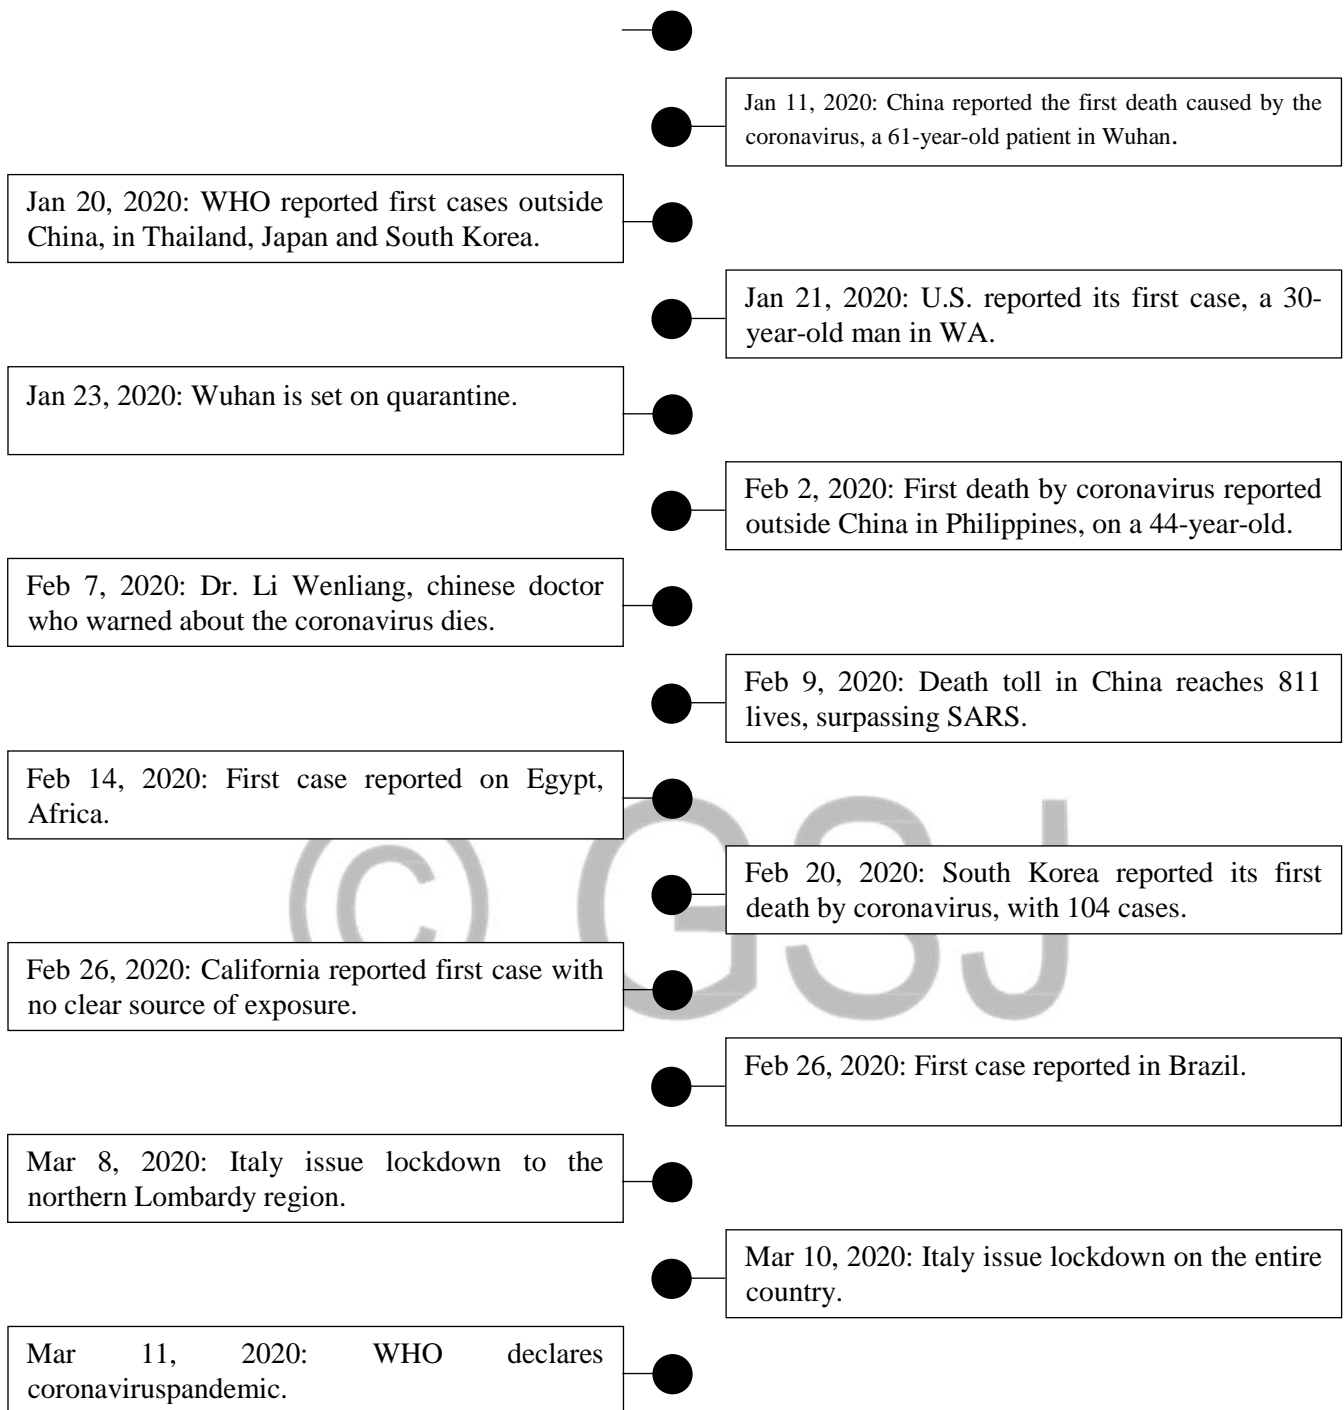 Jan 11, 2020: China reported the first death caused by the
coronavirus, a 61-year-old patient in Wuhan.
Jan 20, 2020: WHO reported first cases outside
China, in Thailand, Japan and South Korea.
Jan 21, 2020: U.S. reported its first case, a 30-
year-old man in WA.
Jan 23, 2020: Wuhan is set on quarantine.
Feb 2, 2020: First death by coronavirus reported
outside China in Philippines, on a 44-year-old.
Feb 7, 2020: Dr. Li Wenliang, chinese doctor
who warned about the coronavirus dies.
Feb 9, 2020: Death toll in China reaches 811
lives, surpassing SARS.
Feb 14, 2020: First case reported on Egypt,
Africa.
© GSJ
Feb 20, 2020: South Korea reported its first
death by coronavirus, with 104 cases.
Feb 26, 2020: California reported first case with
no clear source of exposure.
Feb 26, 2020: First case reported in Brazil.
Mar 8, 2020: Italy issue lockdown to the
northern Lombardy region.
Mar 10, 2020: Italy issue lockdown on the entire
country.
Mar 11, 2020: WHO declares
coronaviruspandemic.